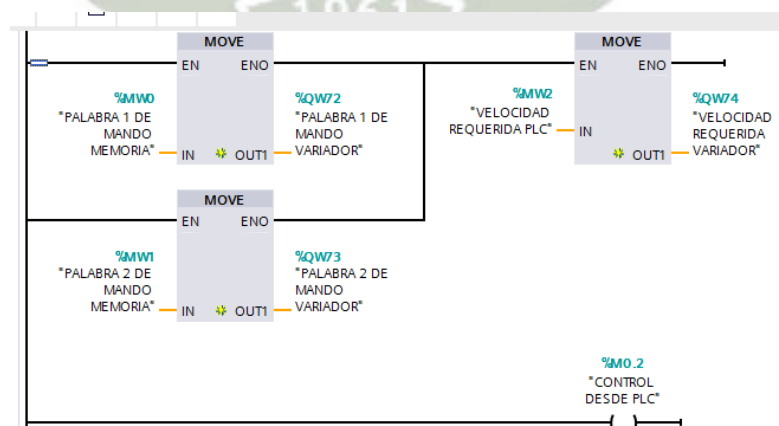 1961
MOVE
EN ENO
%MW0
"PALABRA 1 DE
MANDO
MEMORIA"
IN OUT1
%QW72
"PALABRA 1 DE
MANDO
VARIADOR"
MOVE
EN ENO
%MW2
"VELOCIDAD
REQUERIDA PLC"
IN
OUT1
%QW74
"VELOCIDAD
REQUERIDA
VARIADOR"
MOVE
EN ENO
%MW1
"PALABRA 2 DE
MANDO
MEMORIA"
IN OUT1
%QW73
"PALABRA 2 DE
MANDO
VARIADOR"
%M0.2
"CONTROL
DESDE PLC"